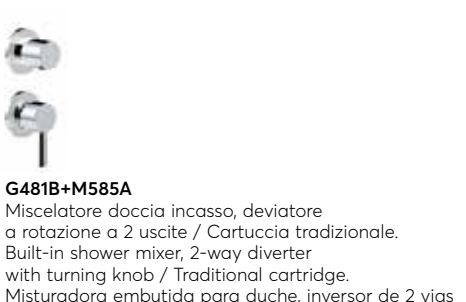 G481B+M585A
Miscelatore doccia incasso, deviatore
a rotazione a 2 uscite / Cartuccia tradizionale.
Built-in shower mixer, 2-way diverter
with turning knob / Traditional cartridge.
Misturadora embutida para duche, inversor de 2 vias